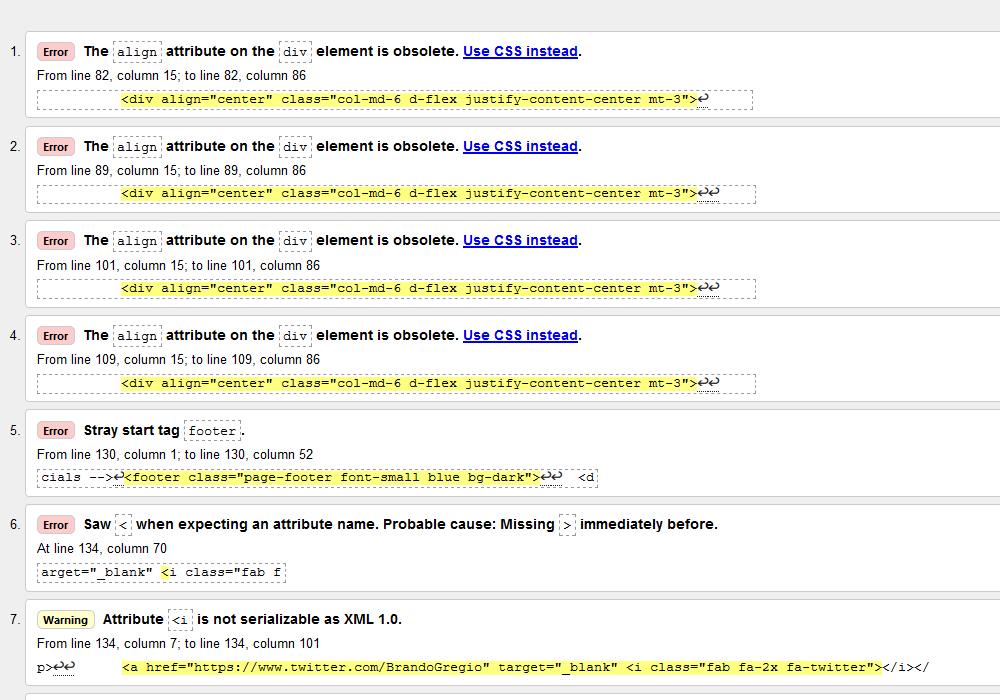 1. Error The align attribute on the div element is obsolete. Use CSS instead.
From line 82, column 15; to line 82, column 86
<div align="center" class="col-md-6 d-flex justify-content-center mt-3">↩
2. Error The align attribute on the div element is obsolete. Use CSS instead.
From line 89, column 15; to line 89, column 86
<div align="center" class="col-md-6 d-flex justify-content-center mt-3">↩↩
3. Error The align attribute on the div element is obsolete. Use CSS instead.
From line 101, column 15; to line 101, column 86
<div align="center" class="col-md-6 d-flex justify-content-center mt-3">↩↩
4. Error The align attribute on the div element is obsolete. Use CSS instead.
From line 109, column 15; to line 109, column 86
<div align="center" class="col-md-6 d-flex justify-content-center mt-3">↩↩
5. Error Stray start tag footer.
From line 130, column 1; to line 130, column 52
cials -->↩<footer class="page-footer font-small blue bg-dark">↩↩  <d
6. Error Saw < when expecting an attribute name. Probable cause: Missing > immediately before.
At line 134, column 70
arget="_blank" <i class="fab f
7. Warning Attribute <i is not serializable as XML 1.0.
From line 134, column 7; to line 134, column 101
p>↩↩      <a href="https://www.twitter.com/BrandoGregio" target="_blank" <i class="fab fa-2x fa-twitter"></i></